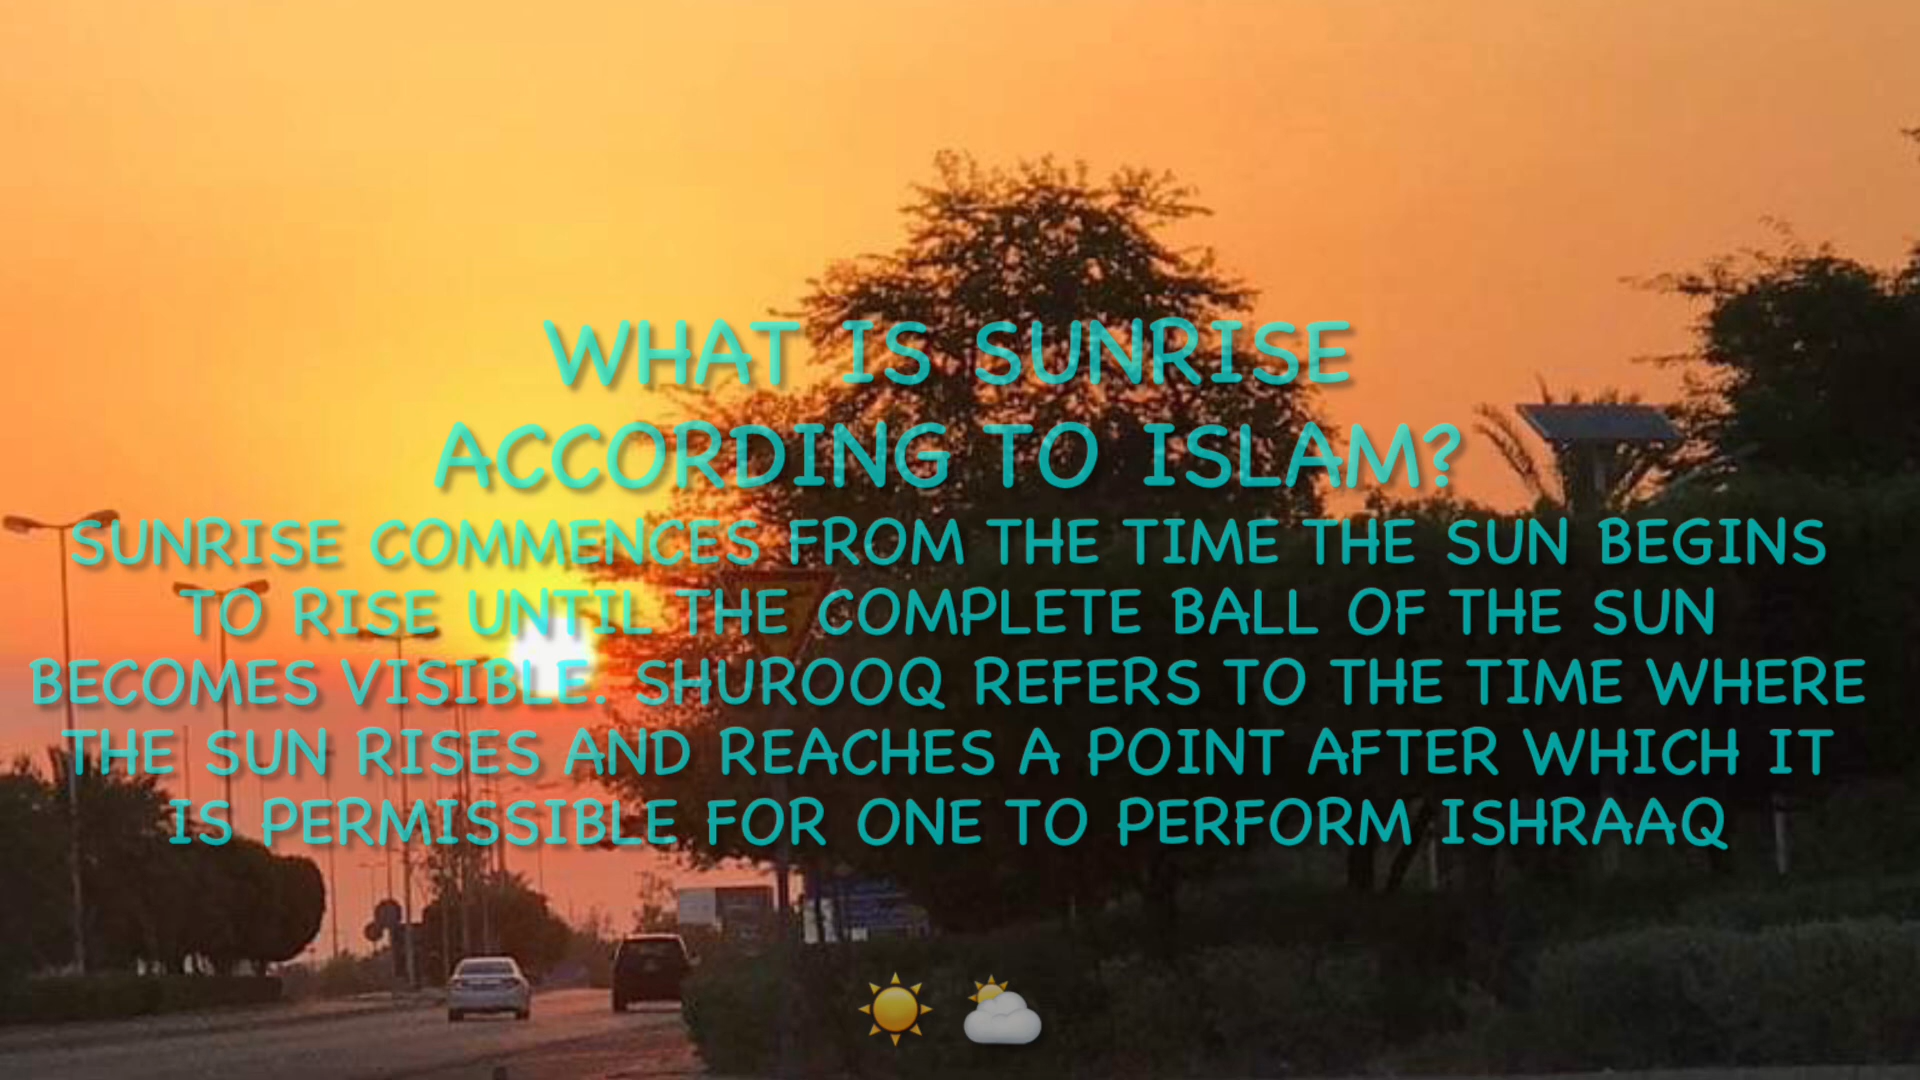 WHAT IS SUNRISE
ACCORDING TO ISLAM?
SUNRISE COMMENCES FROM THE TIME THE SUN BEGINS
TO RISE UNTIL THE COMPLETE BALL OF THE SUN
BECOMES VISIBLE. SHUROOQ REFERS TO THE TIME WHERE
THE SUN RISES AND REACHES A POINT AFTER WHICH IT
IS PERMISSIBLE FOR ONE TO PERFORM ISHRAAQ